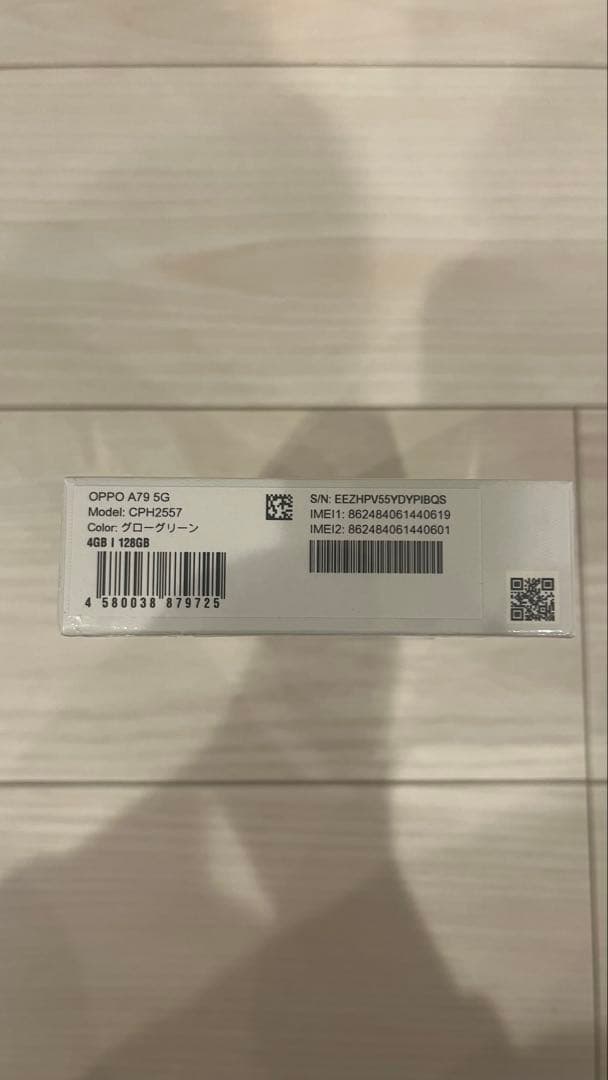 OPPO A79 5G
Model: CPH2557
Color: グローグリーン
4GB | 128GB
4 580038 879725
S/N: EEZHPV55YDYPIBQS
IMEI1: 862484061440619
IMEI2: 862484061440601